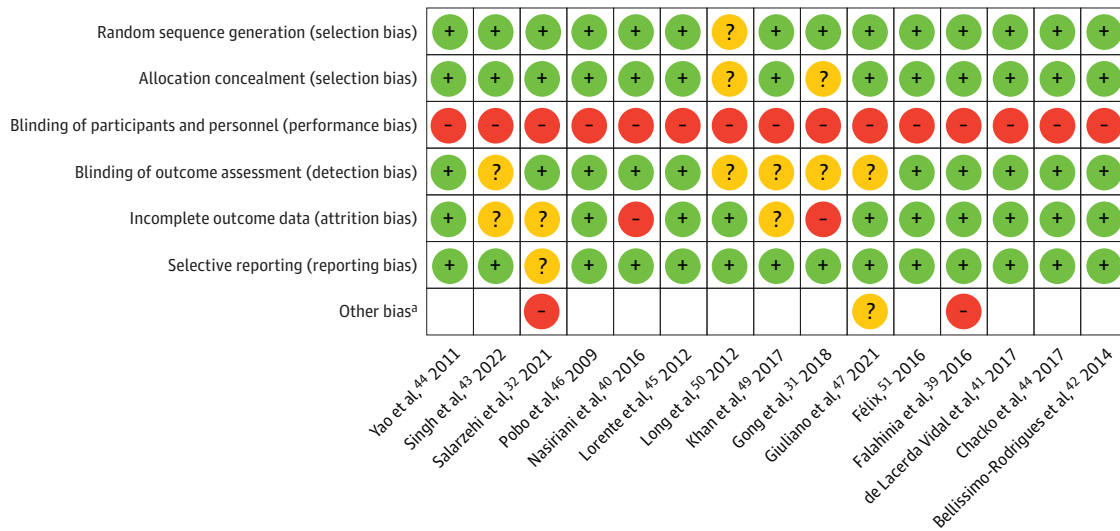 Random sequence generation (selection bias) + + + + + + ? + + + + + + + +
Allocation concealment (selection bias) + + + + + + ? + ? + + + + + +
Blinding of participants and personnel (performance bias) - - - - - - - - - - - - - - -
Blinding of outcome assessment (detection bias) + ? + + + + ? ? ? ? + + + + +
Incomplete outcome data (attrition bias) + ? ? + - + + ? - + + + + + +
Selective reporting (reporting bias) + + ? + + + + + + + + + + + +
Other biasᵃ - ? -
Yao et al,⁴⁴ 2011
Singh et al,⁴³ 2022
Salarzehi et al,³² 2021
Pobo et al,⁴⁶ 2009
Nasiriani et al,⁴⁰ 2016
Lorente et al,⁴⁵ 2012
Long et al,⁵⁰ 2012
Khan et al,⁴⁹ 2017
Gong et al,³¹ 2018
Giuliano et al,⁴⁷ 2021
Félix,⁵¹ 2016
Falahinia et al,³⁹ 2016
de Lacerda Vidal et al,⁴¹ 2017
Chacko et al,⁴⁴ 2017
Bellissimo-Rodrigues et al,⁴² 2014